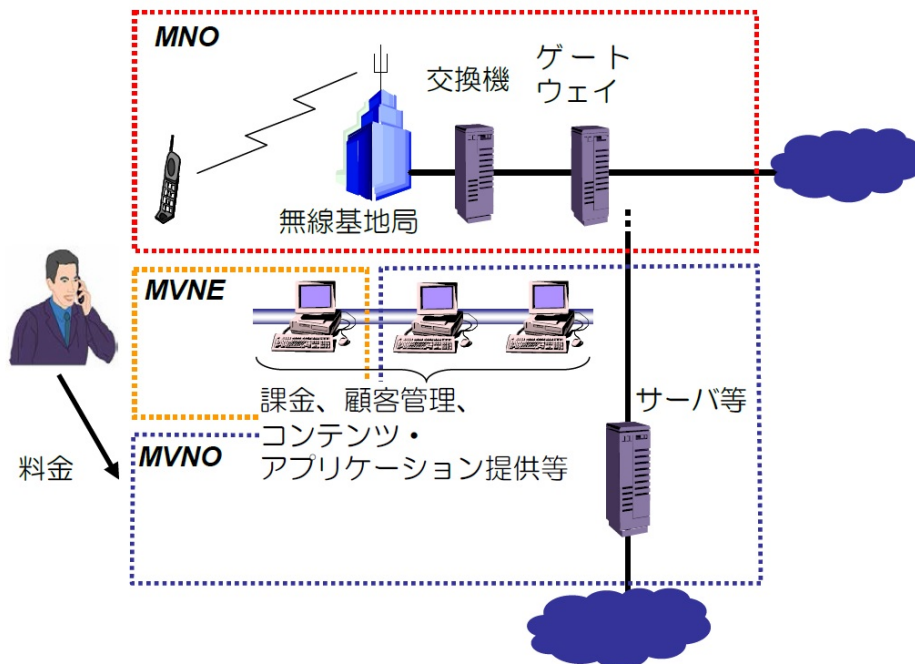 MNO
交換機
ゲート
ウェイ
無線基地局
MVNE
課金、顧客管理、
コンテンツ・
アプリケーション提供等
サーバ等
MVNO
料金